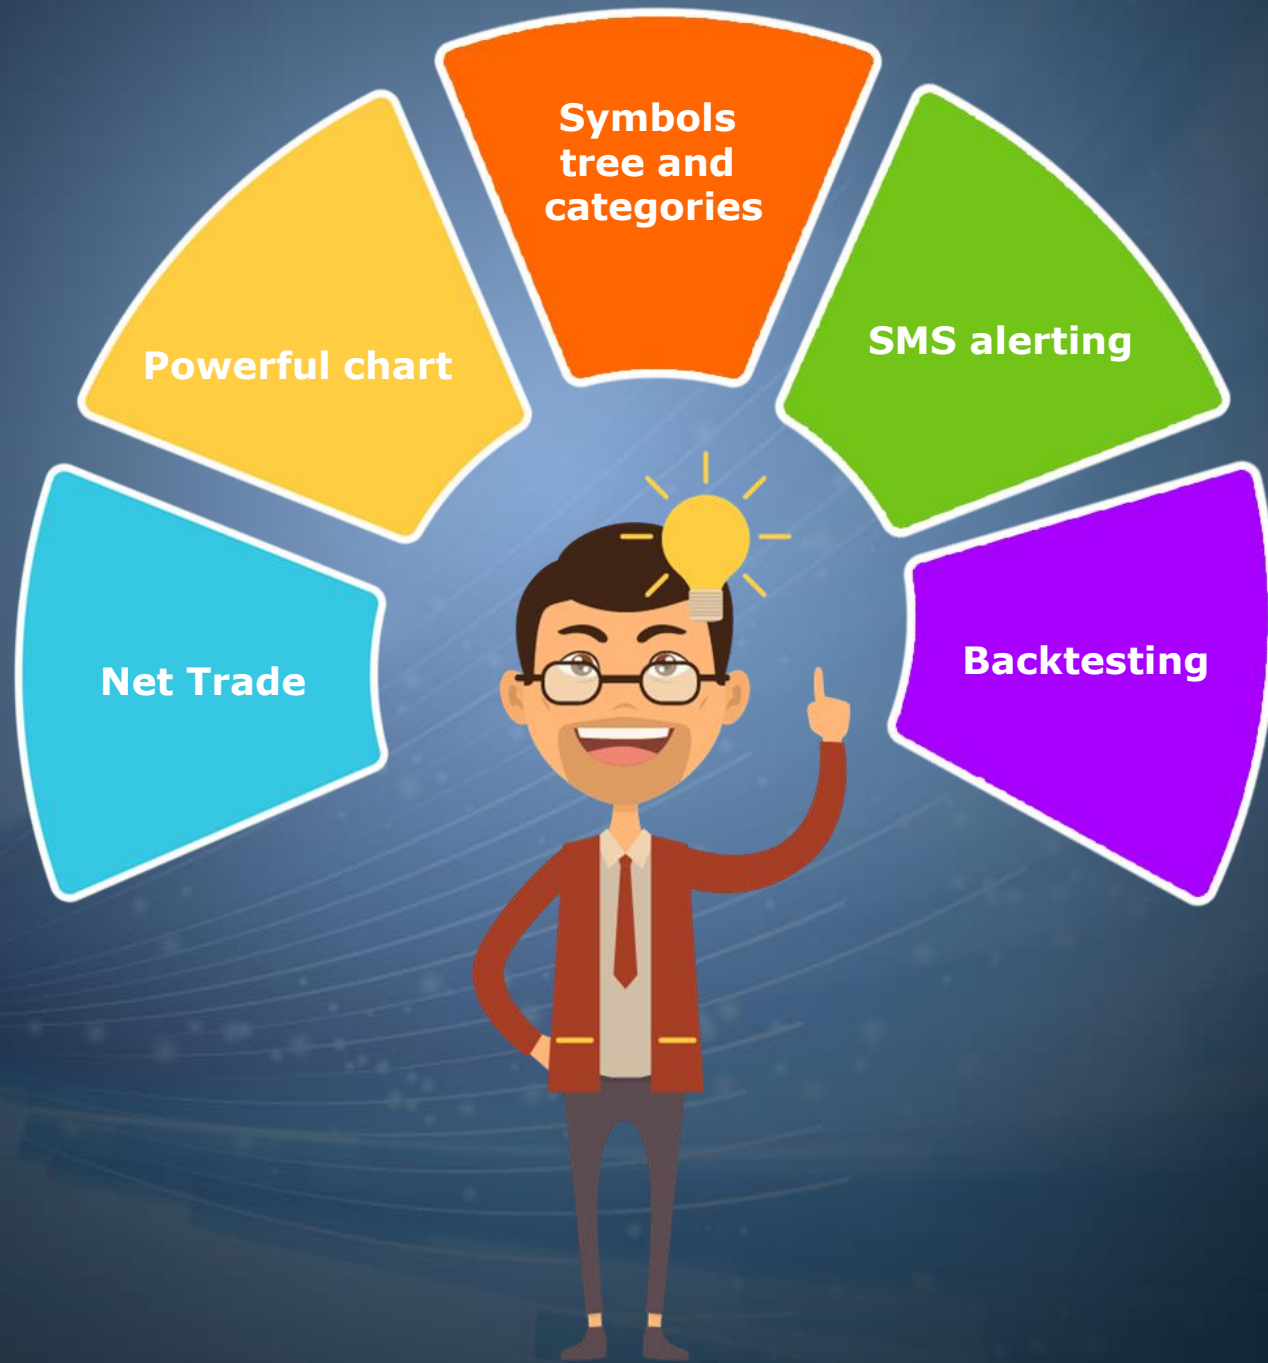 Symbols
tree and
categories
SMS alerting
Powerful chart
Backtesting
Net Trade